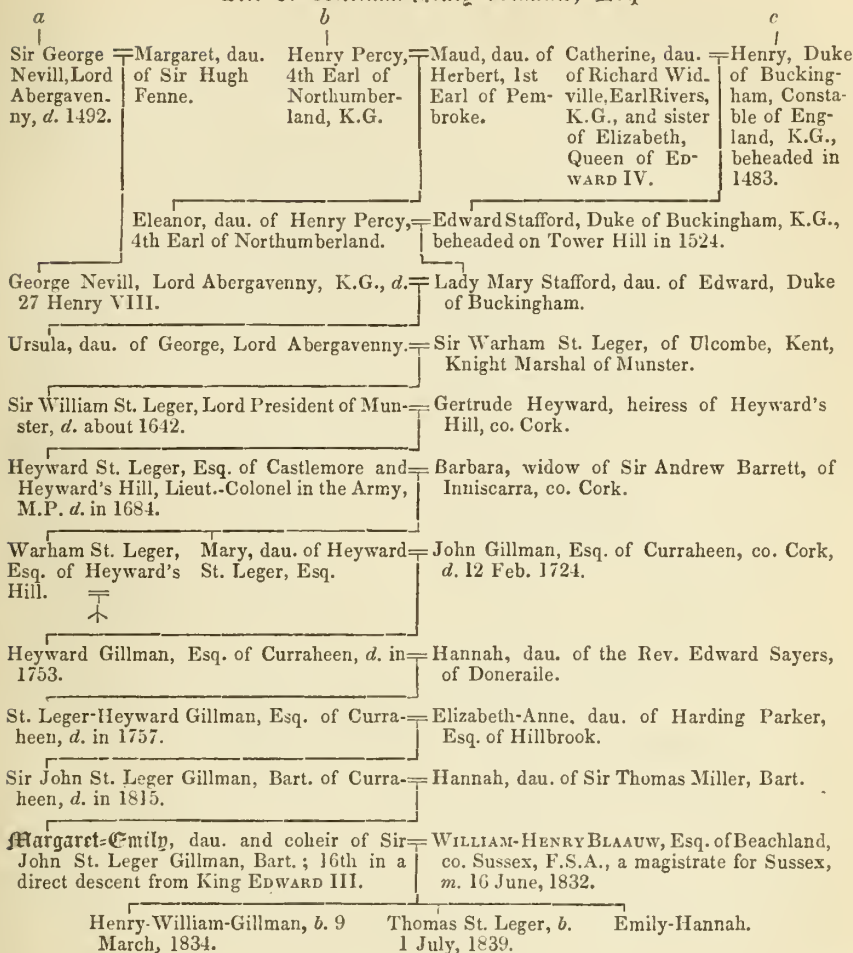 a
b
c
Sir George
Nevill, Lord
Abergaven-
ny, d. 1492.
Margaret, dau.
of Sir Hugh
Fenne.
Henry Percy,
4th Earl of
Northumber-
land, K.G.
Maud, dau. of
Herbert, 1st
Earl of Pem-
broke.
Catherine, dau.
of Richard Wid-
ville, Earl Rivers,
K.G., and sister
of Elizabeth,
Queen of ED-
WARD IV.
Henry, Duke
of Bucking-
ham, Consta-
ble of Eng-
land, K.G.,
beheaded in
1483.
Eleanor, dau. of Henry Percy,
4th Earl of Northumberland.
Edward Stafford, Duke of Buckingham, K.G.,
beheaded on Tower Hill in 1524.
George Nevill, Lord Abergavenny, K.G., d.
27 Henry VIII.
Lady Mary Stafford, dau. of Edward, Duke
of Buckingham.
Ursula, dau. of George, Lord Abergavenny.
Sir Warham St. Leger, of Ulcombe, Kent,
Knight Marshal of Munster.
Sir William St. Leger, Lord President of Mun-
ster, d. about 1642.
Gertrude Heyward, heiress of Heyward's
Hill, co. Cork.
Heyward St. Leger, Esq. of Castlemore and
Heyward's Hill, Lieut.-Colonel in the Army,
M.P. d. in 1684.
Barbara, widow of Sir Andrew Barrett, of
Inniscarra, co. Cork.
Warham St. Leger,
Esq. of Heyward's
Hill.
Mary, dau. of Heyward
St. Leger, Esq.
John Gillman, Esq. of Curraheen, co. Cork,
d. 12 Feb. 1724.
Heyward Gillman, Esq. of Curraheen, d. in
1753.
Hannah, dau. of the Rev. Edward Sayers,
of Doneraile.
St. Leger-Heyward Gillman, Esq. of Curra-
heen, d. in 1757.
Elizabeth-Anne, dau. of Harding Parker,
Esq. of Hillbrook.
Sir John St. Leger Gillman, Bart. of Curra-
heen, d. in 1815.
Hannah, dau. of Sir Thomas Miller, Bart.
Margaret-Emily, dau. and coheir of Sir
John St. Leger Gillman, Bart.; 16th in a
direct descent from King EDWARD III.
WILLIAM-HENRY BLAAUW, Esq. of Beachland,
co. Sussex, F.S.A., a magistrate for Sussex,
m. 16 June, 1832.
Henry-William-Gillman, b. 9
March, 1834.
Thomas St. Leger, b.
1 July, 1839.
Emily-Hannah.